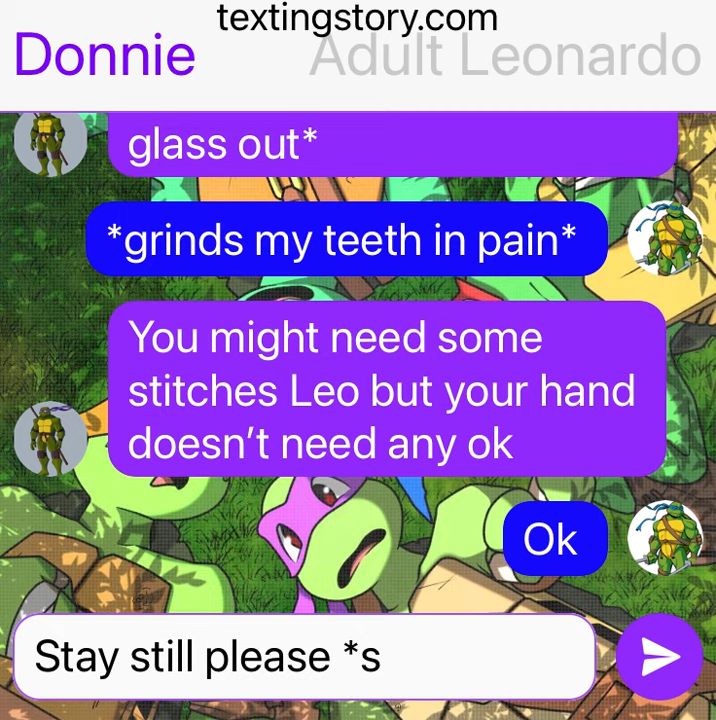 textingstory.com
Donnie
Adult Leonardo
glass out*
*grinds my teeth in pain*
You might need some
stitches Leo but your hand
doesn't need any ok
Ok
Stay still please *s